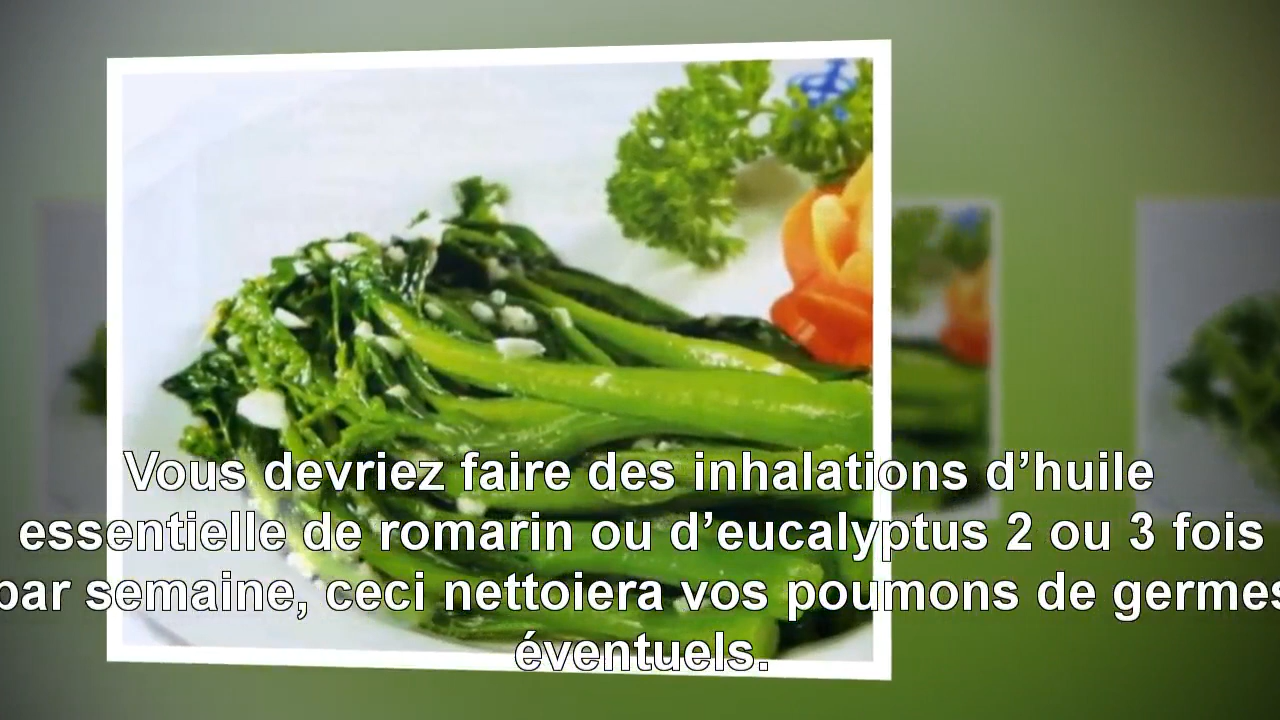 Vous devriez faire des inhalations d’huile
essentielle de romarin ou d’eucalyptus 2 ou 3 fois
par semaine, ceci nettoiera vos poumons de germes
éventuels.